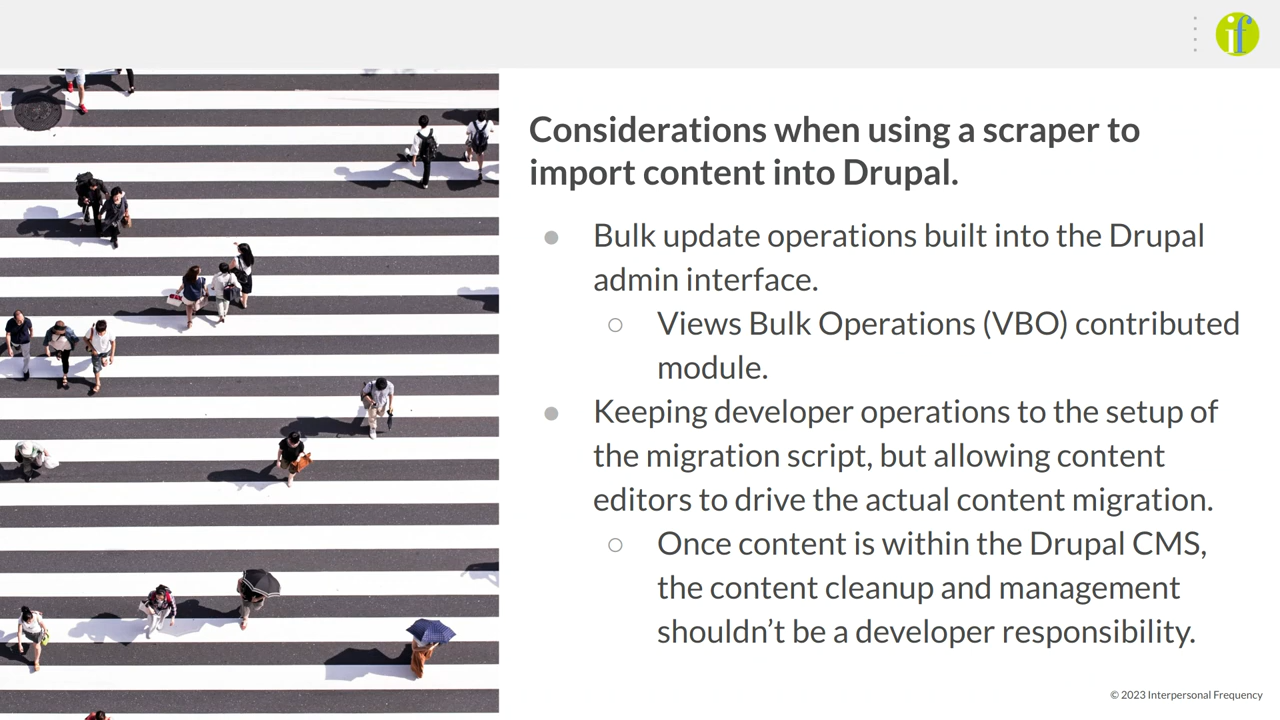 if
Considerations when using a scraper to
import content into Drupal.
● Bulk update operations built into the Drupal
admin interface.
○ Views Bulk Operations (VBO) contributed
module.
● Keeping developer operations to the setup of
the migration script, but allowing content
editors to drive the actual content migration.
○ Once content is within the Drupal CMS,
the content cleanup and management
shouldn’t be a developer responsibility.
© 2023 Interpersonal Frequency